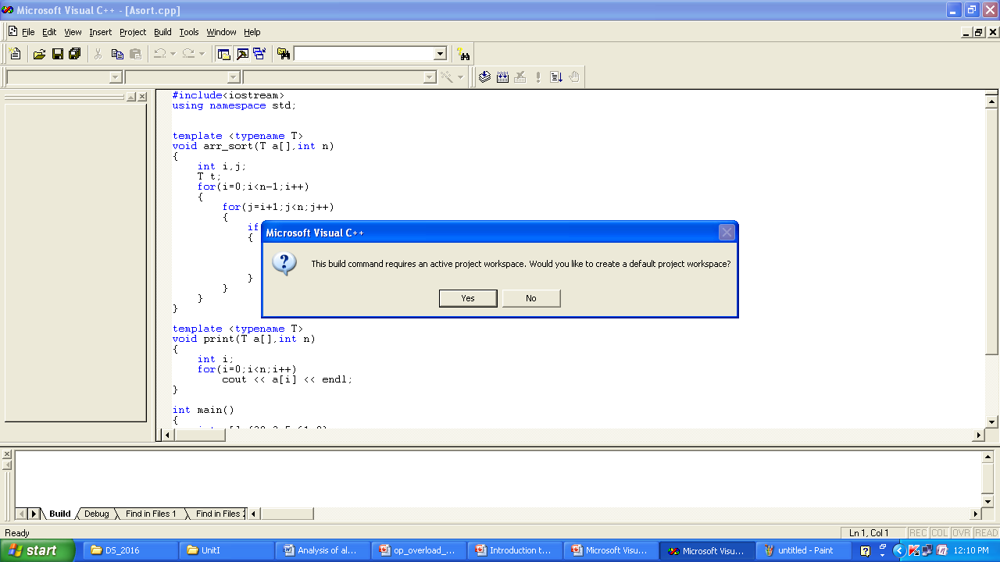 Microsoft Visual C++ - [Asort.cpp]
File Edit View Insert Project Build Tools Window Help
#include<iostream>
using namespace std;
template <typename T>
void arr_sort(T a[],int n)
{
int i,j;
T t;
for(i=0;i<n-1;i++)
{
for(j=i+1;j<n;j++)
{
if
{
}
}
}
}
Microsoft Visual C++
This build command requires an active project workspace. Would you like to create a default project workspace?
Yes No
template <typename T>
void print(T a[],int n)
{
int i;
for(i=0;i<n;i++)
cout << a[i] << endl;
}
int main()
{
Build Debug Find in Files 1 Find in Files
Ready Ln 1, Col 1 REC COL OVR READ
start DS_2016 UnitI Analysis of al... op_overload_... Introduction t... Microsoft Visu... Microsoft Visu... untitled - Paint 12:10 PM